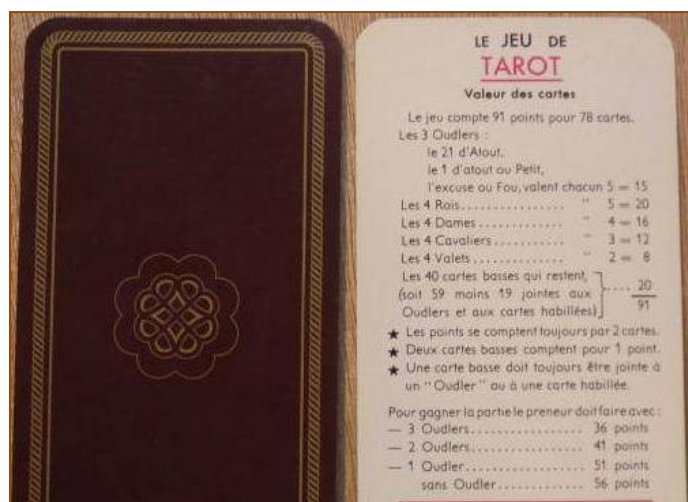 LE JEU DE
TAROT
Valeur des cartes
Le jeu compte 91 points pour 78 cartes.
Les 3 Oudlers :
le 21 d'Atout,
le 1 d'atout ou Petit,
l'excuse ou Fou, valent chacun 5 = 15
Les 4 Rois............... " 5 = 20
Les 4 Dames............. " 4 = 16
Les 4 Cavaliers.......... " 3 = 12
Les 4 Valets............. " 2 = 8
Les 40 cartes basses qui restent,
(soit 59 moins 19 jointes aux ..... 20
Oudlers et aux cartes habillées) 91
★ Les points se comptent toujours par 2 cartes.
★ Deux cartes basses comptent pour 1 point.
★ Une carte basse doit toujours être jointe à
un "Oudler" ou à une carte habillée.
Pour gagner la partie le preneur doit faire avec :
— 3 Oudlers................ 36 points
— 2 Oudlers................ 41 points
— 1 Oudler................. 51 points
sans Oudler............. 56 points